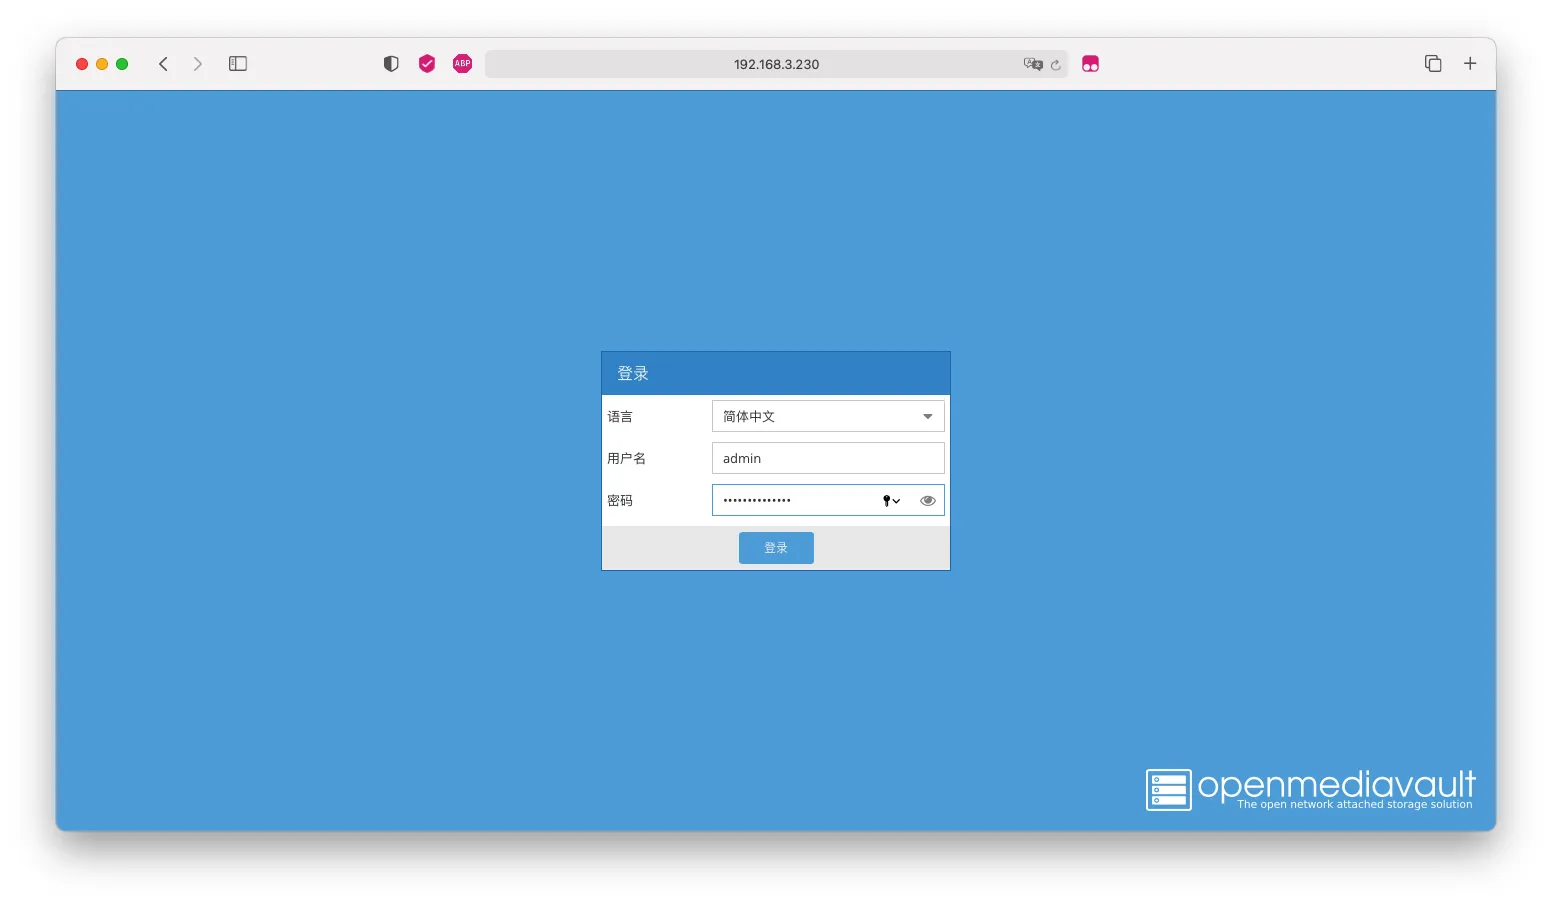 ABP
192.168.3.230
登录
语言 简体中文
用户名 admin
密码 ••••••••••••••
登录
openmediavault
The open network attached storage solution